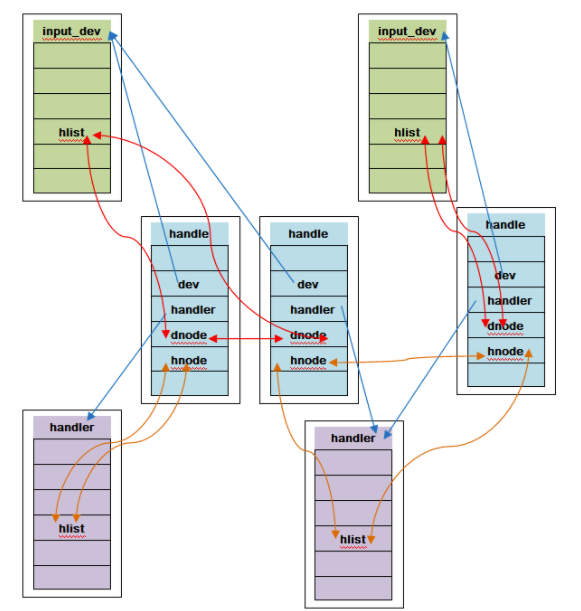 input_dev
hlist
input_dev
hlist
handle
dev
handler
dnode
hnode
handle
dev
handler
dnode
hnode
handle
dev
handler
dnode
hnode
handler
hlist
handler
hlist